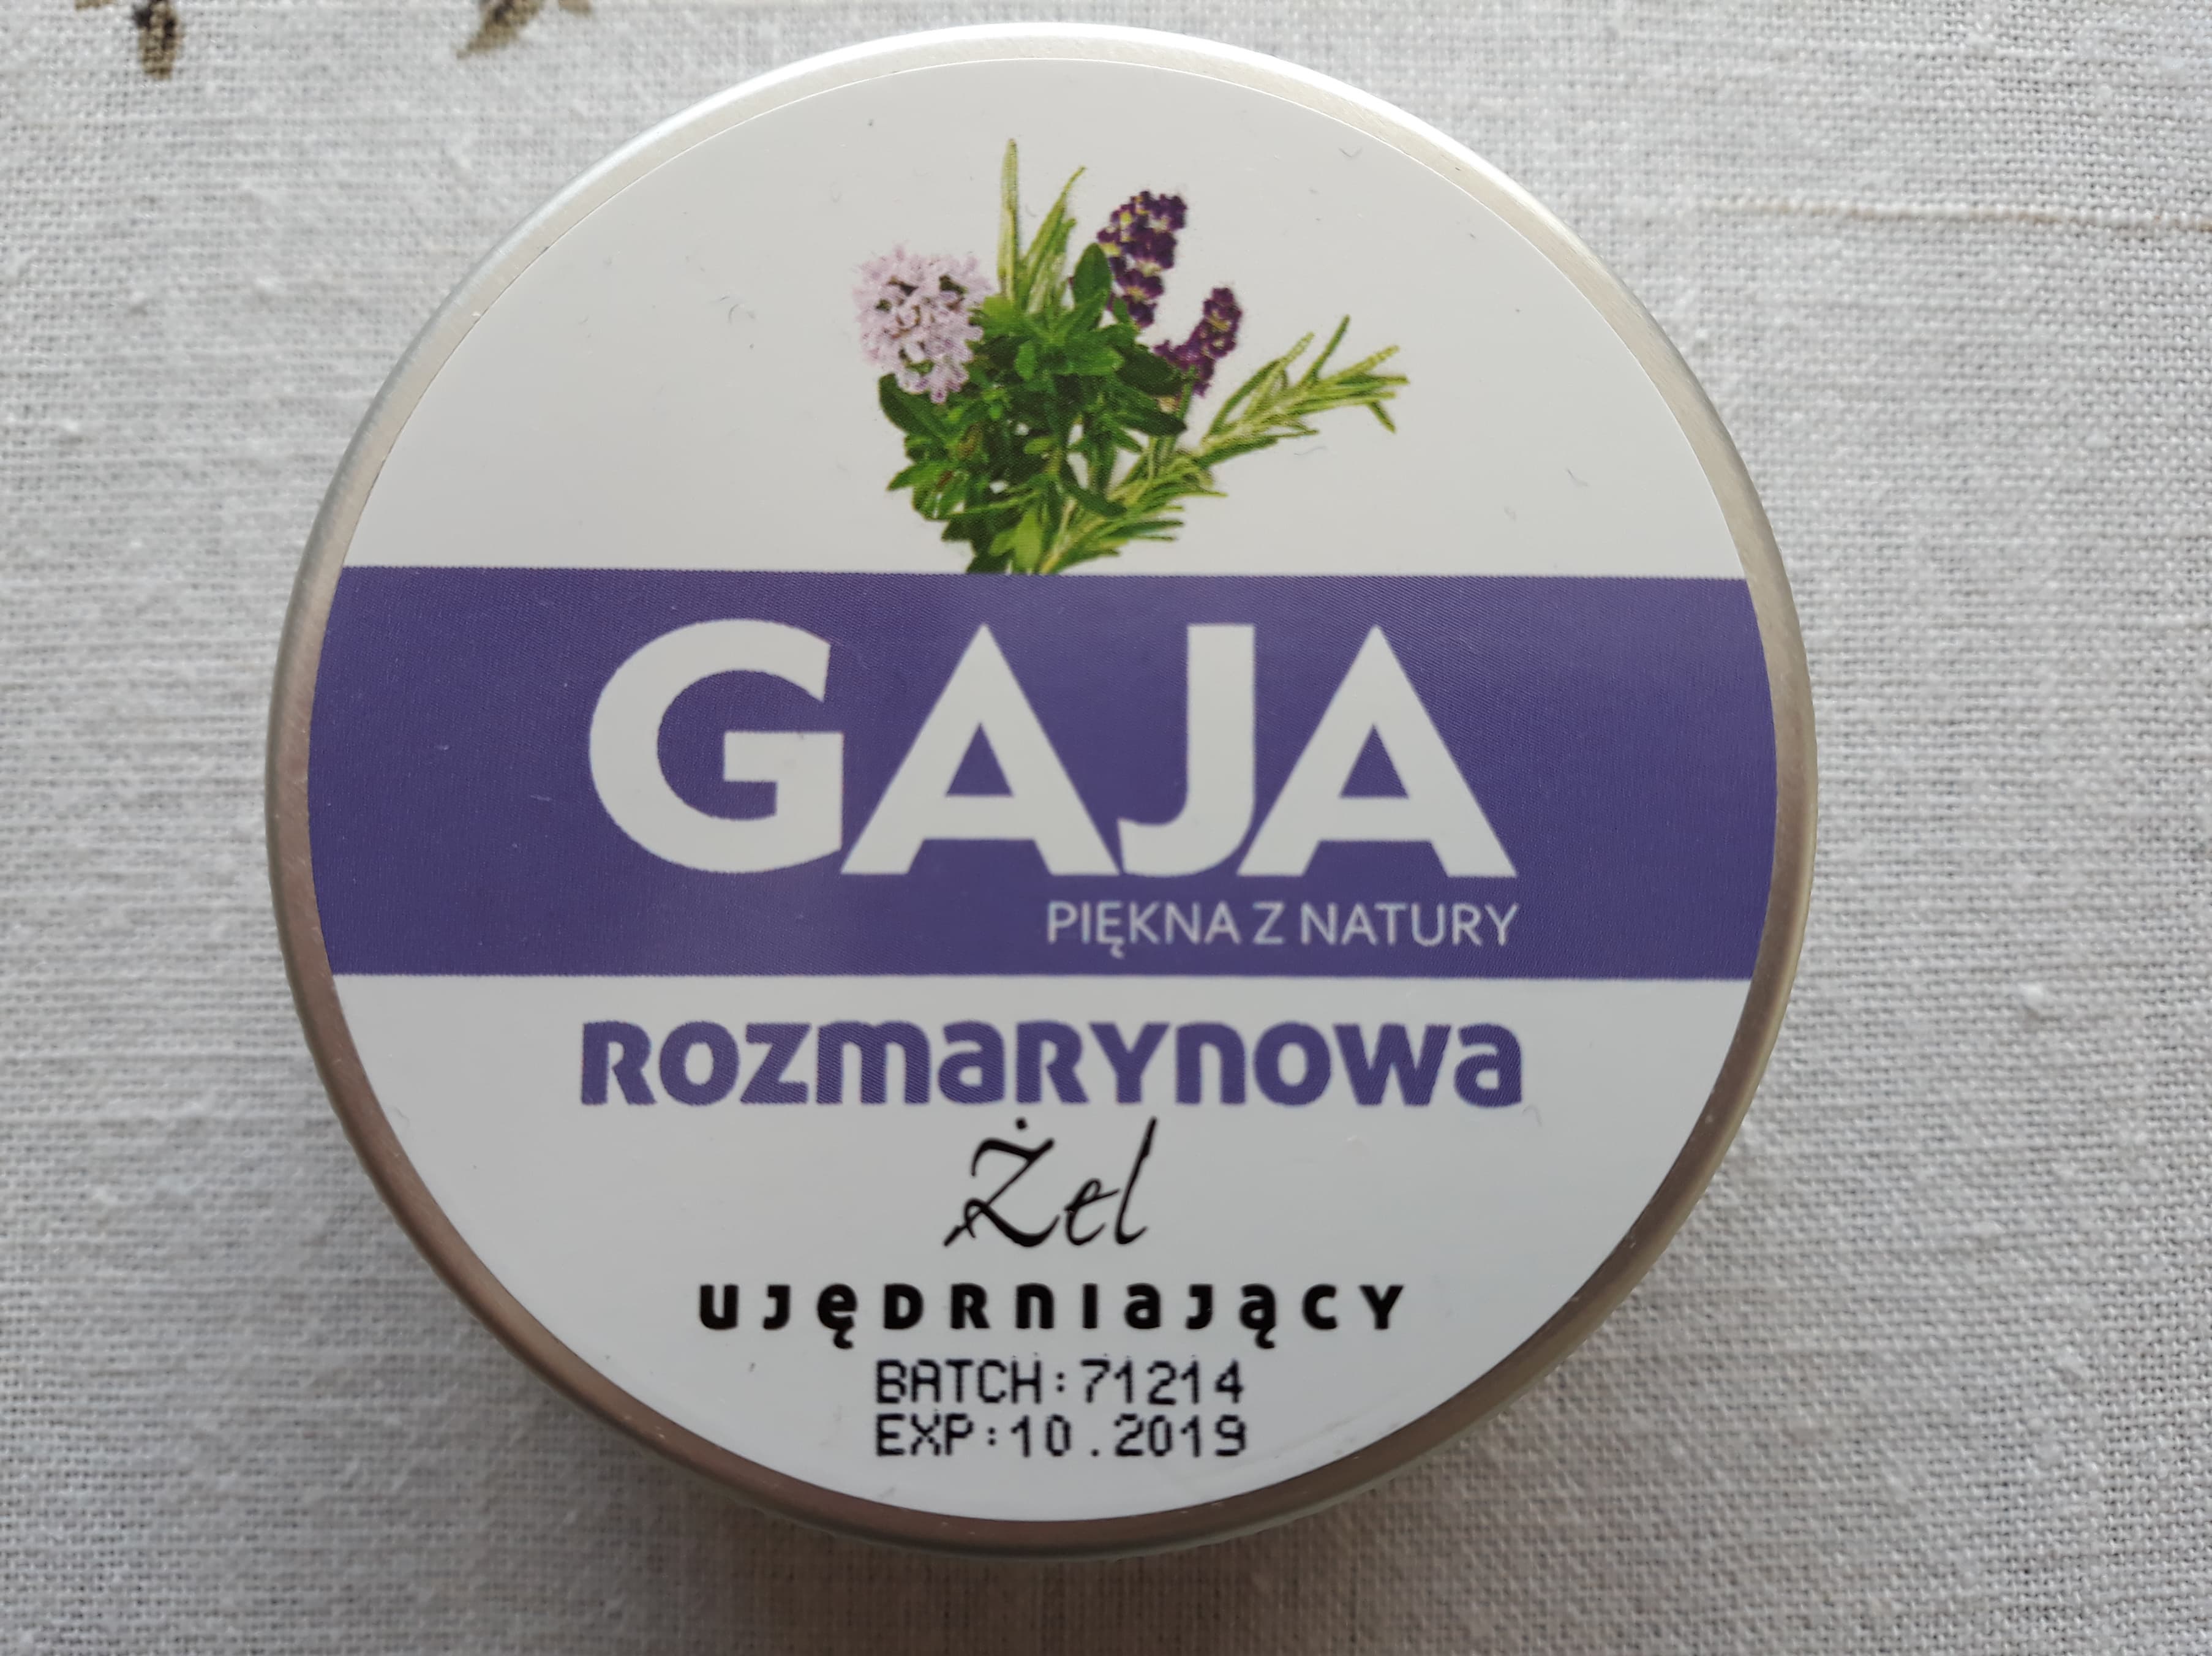 GAJA
PIĘKNA Z NATURY
ROZMARYNOWA
Żel
UJĘDRNIAJĄCY
BATCH:71214
EXP:10.2019